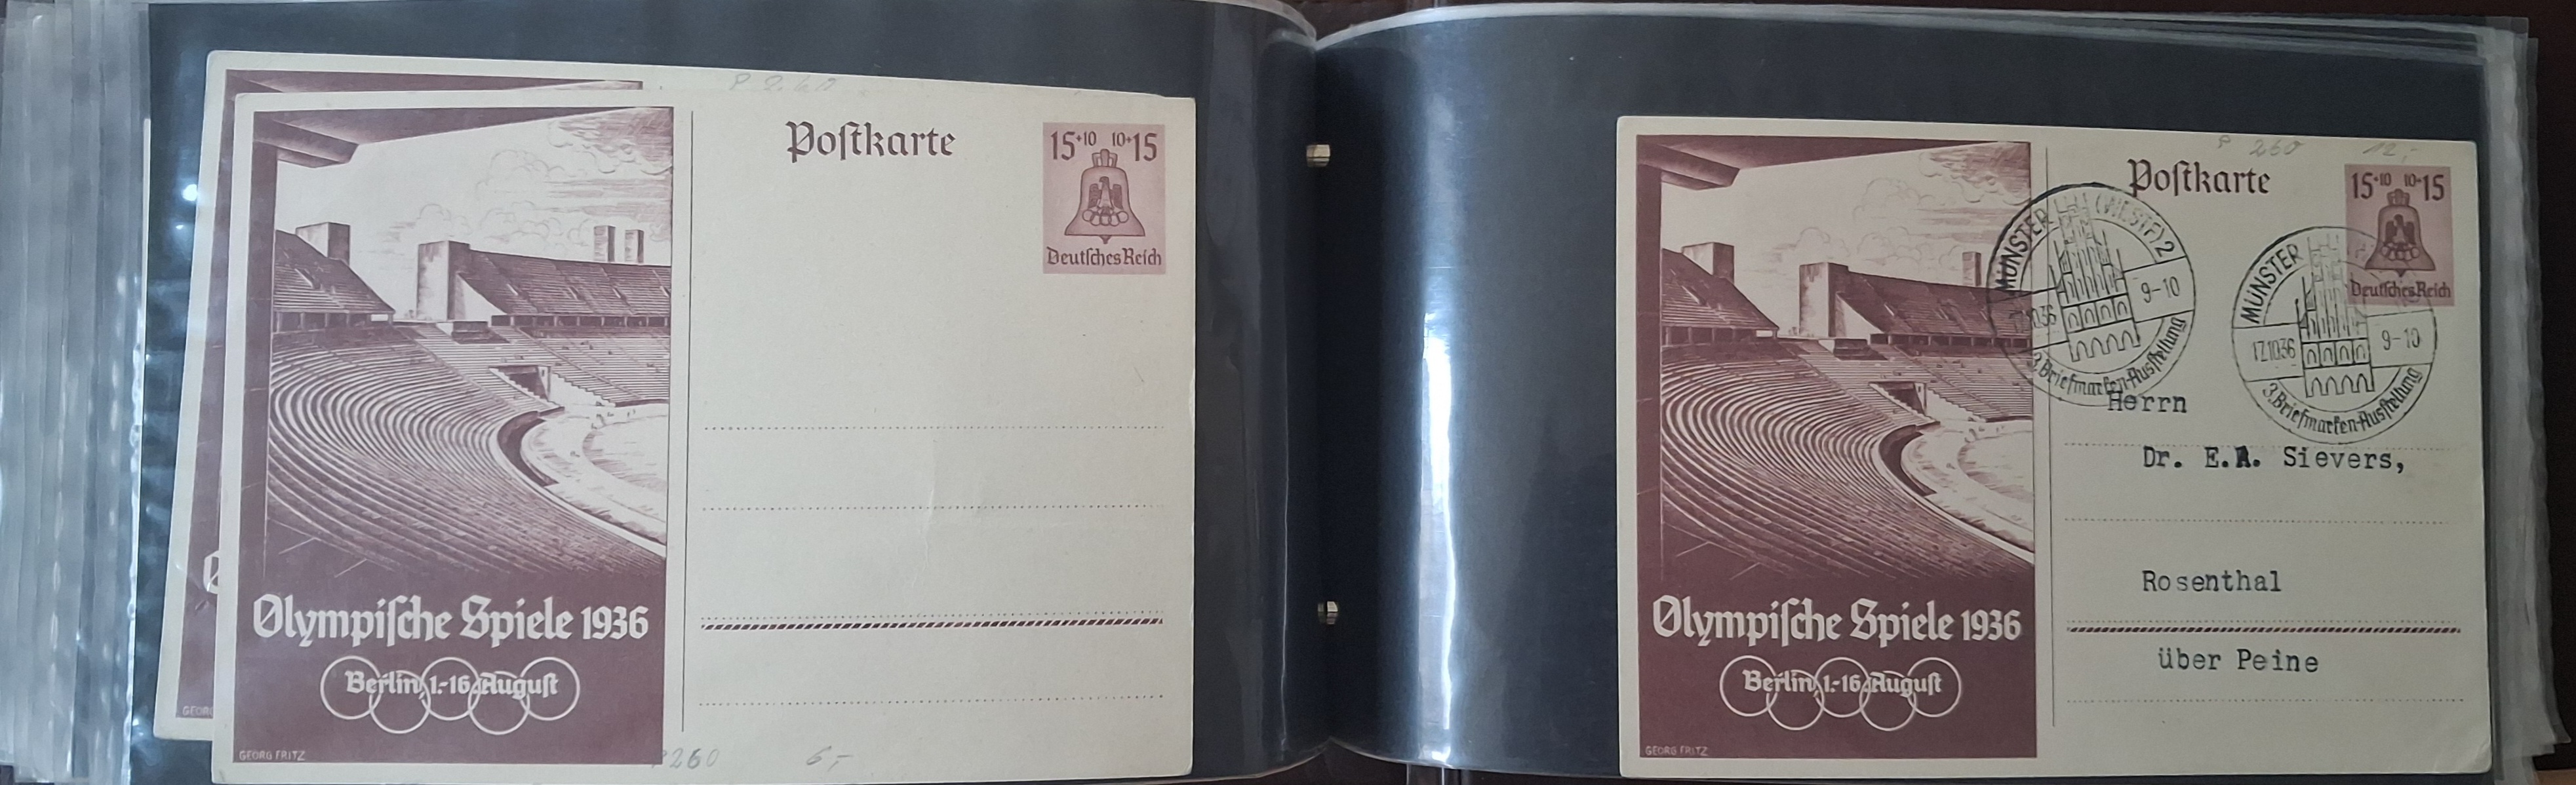 P 260
Poſtkarte
15+10 10+15
Deutſches Reich
Olympiſche Spiele 1936
Berlin, 1.-16. Auguſt
GEORG FRITZ
GEORG
P260 6,-
P 260 12,-
Poſtkarte
15+10 10+15
Deutſches Reich
MÜNSTER (WESTF) 2
17.10.36 9-10
3. Briefmarken-Ausſtellung
MÜNSTER
17.10.36 9-10
3. Briefmarken-Ausſtellung
Herrn
Dr. E.A. Sievers,
Rosenthal
über Peine
Olympiſche Spiele 1936
Berlin, 1.-16. Auguſt
GEORG FRITZ